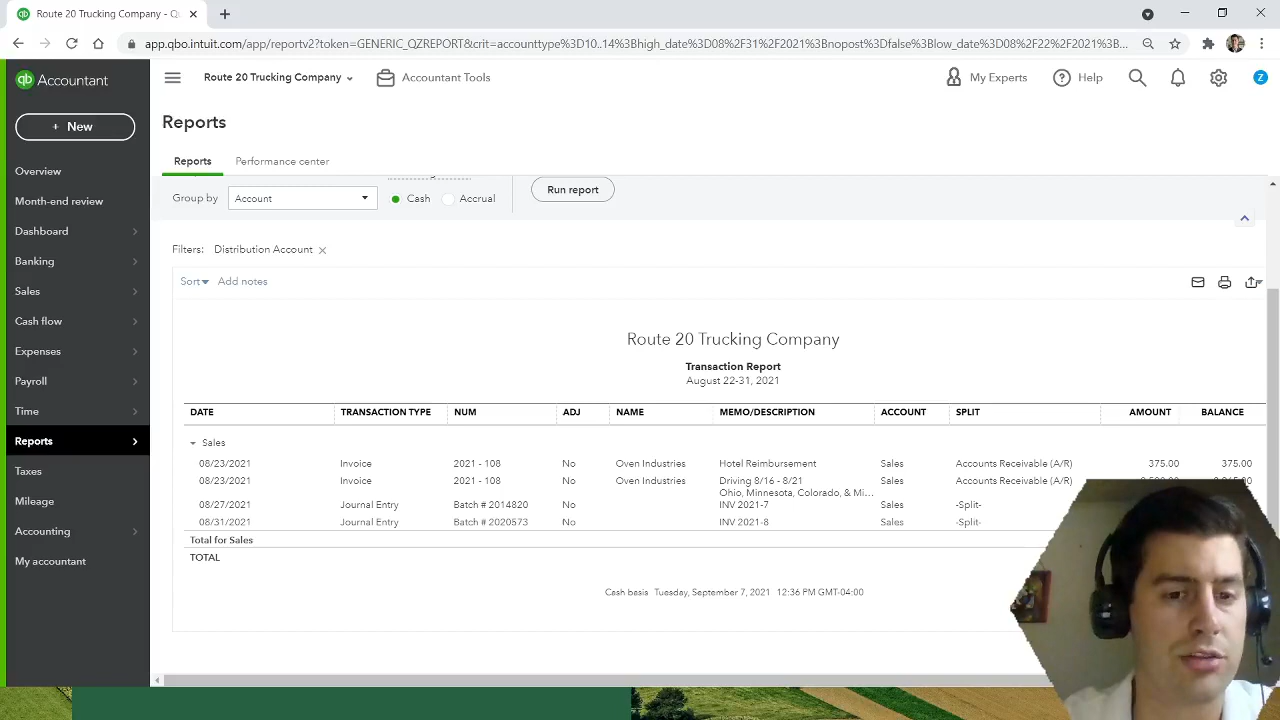 Route 20 Trucking Company - Q
app.qbo.intuit.com/app/reportv2?token=GENERIC_QZREPORT&crit=accounttype%3D10..14%3Bhigh_date%3D08%2F31%2F2021%3Bnopost%3Dfalse%3Blow_date%3D08%2F22%2F2021%3B...
qb Accountant
Route 20 Trucking Company
Accountant Tools
My Experts
Help
Z
+ New
Overview
Month-end review
Dashboard
Banking
Sales
Cash flow
Expenses
Payroll
Time
Reports
Taxes
Mileage
Accounting
My accountant
Reports
Reports Performance center
Group by Account Cash Accrual Run report
Filters: Distribution Account
Sort Add notes
Route 20 Trucking Company
Transaction Report
August 22-31, 2021
DATE TRANSACTION TYPE NUM ADJ NAME MEMO/DESCRIPTION ACCOUNT SPLIT AMOUNT BALANCE
Sales
08/23/2021 Invoice 2021 - 108 No Oven Industries Hotel Reimbursement Sales Accounts Receivable (A/R) 375.00 375.00
08/23/2021 Invoice 2021 - 108 No Oven Industries Driving 8/16 - 8/21 Sales Accounts Receivable (A/R)
Ohio, Minnesota, Colorado, & Mi...
08/27/2021 Journal Entry Batch # 2014820 No INV 2021-7 Sales -Split-
08/31/2021 Journal Entry Batch # 2020573 No INV 2021-8 Sales -Split-
Total for Sales
TOTAL
Cash basis Tuesday, September 7, 2021 12:36 PM GMT-04:00